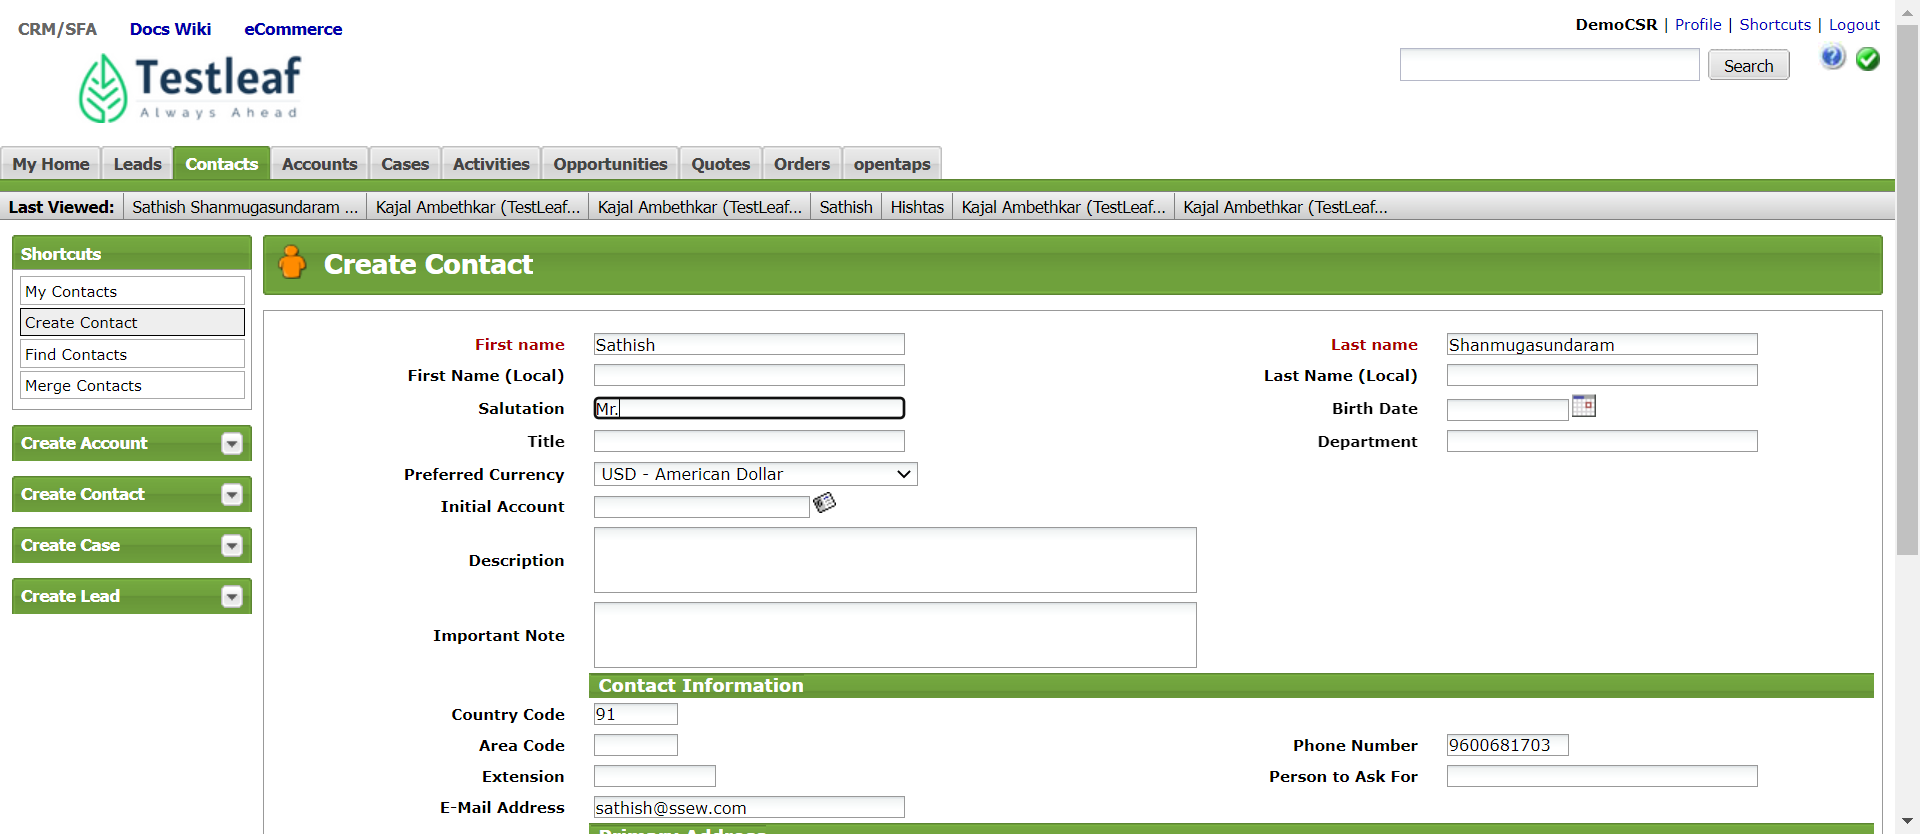 CRM/SFA Docs Wiki eCommerce
DemoCSR | Profile | Shortcuts | Logout
Testleaf
Always Ahead
Search
My Home Leads Contacts Accounts Cases Activities Opportunities Quotes Orders opentaps
Last Viewed: Sathish Shanmugasundaram ... Kajal Ambethkar (TestLeaf... Kajal Ambethkar (TestLeaf... Sathish Hishtas Kajal Ambethkar (TestLeaf... Kajal Ambethkar (TestLeaf...
Shortcuts
My Contacts
Create Contact
Find Contacts
Merge Contacts
Create Account
Create Contact
Create Case
Create Lead
Create Contact
First name Sathish Last name Shanmugasundaram
First Name (Local) Last Name (Local)
Salutation Mr. Birth Date
Title Department
Preferred Currency USD - American Dollar
Initial Account
Description
Important Note
Contact Information
Country Code 91
Area Code Phone Number 9600681703
Extension Person to Ask For
E-Mail Address sathish@ssew.com
Primary Address